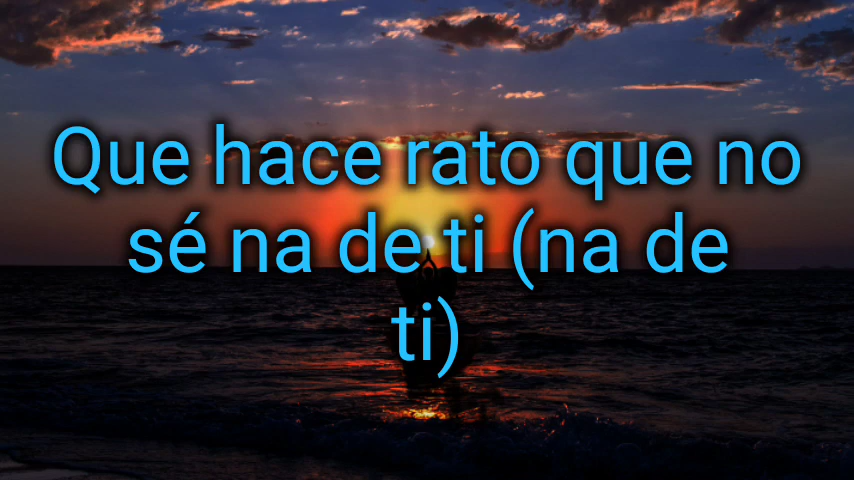 Que hace rato que no
sé na de ti (na de
ti)